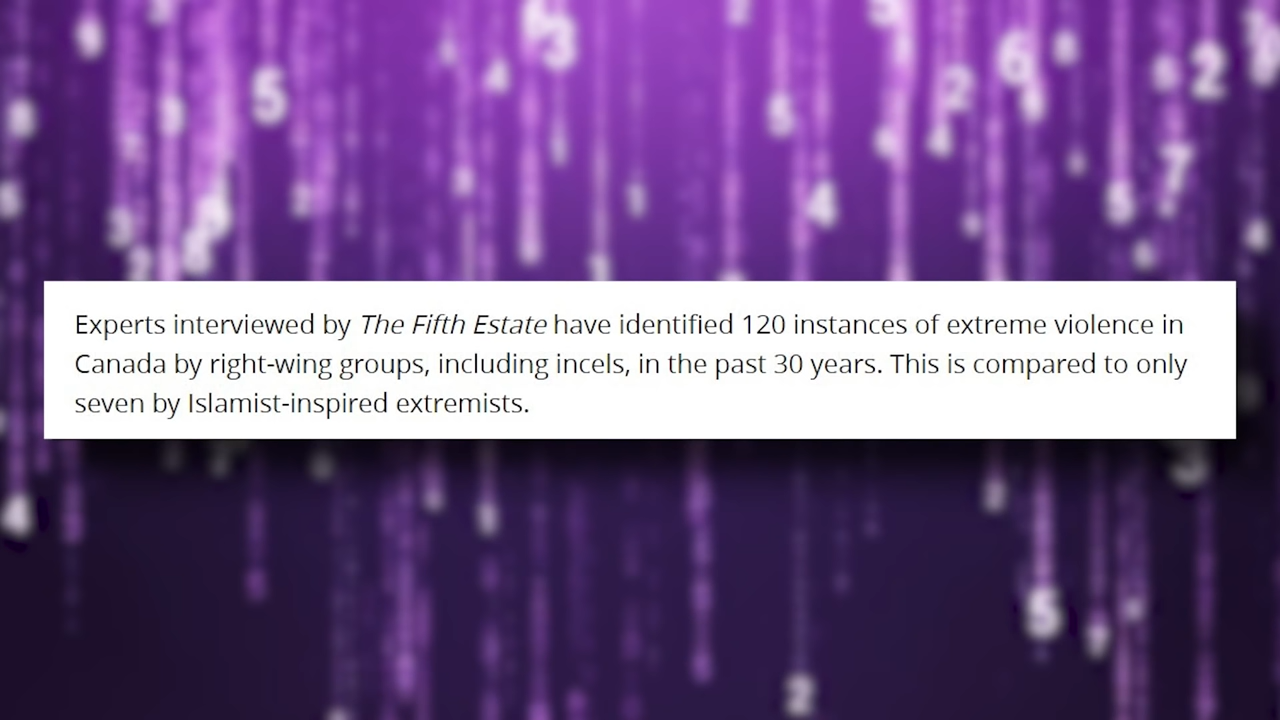 Experts interviewed by The Fifth Estate have identified 120 instances of extreme violence in
Canada by right-wing groups, including incels, in the past 30 years. This is compared to only
seven by Islamist-inspired extremists.